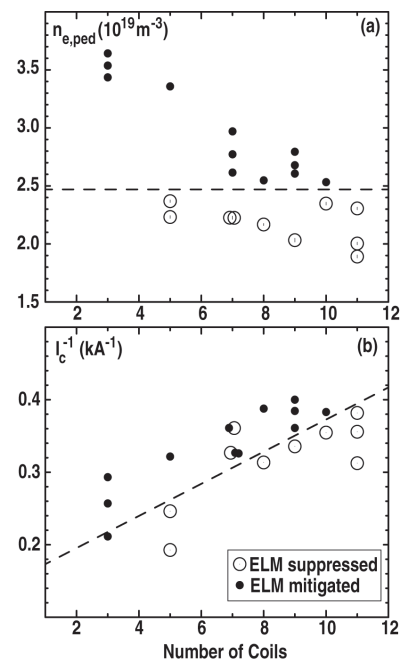 n_e,ped (10^19 m^-3)
(a)
3.5
3.0
2.5
2.0
1.5
2 4 6 8 10 12
I_c^-1 (kA^-1)
(b)
0.4
0.3
0.2
ELM suppressed
ELM mitigated
2 4 6 8 10 12
Number of Coils